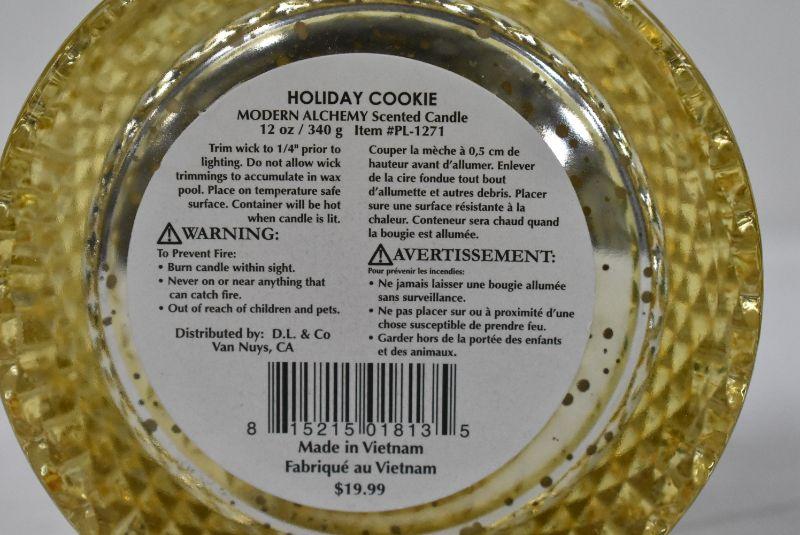 HOLIDAY COOKIE
MODERN ALCHEMY Scented Candle
12 oz / 340 g Item #PL-1271
Trim wick to 1/4" prior to
lighting. Do not allow wick
trimmings to accumulate in wax
pool. Place on temperature safe
surface. Container will be hot
when candle is lit.
WARNING:
To Prevent Fire:
• Burn candle within sight.
• Never on or near anything that
can catch fire.
• Out of reach of children and pets.
Distributed by: D.L. & Co
Van Nuys, CA
Couper la mèche à 0,5 cm de
hauteur avant d'allumer. Enlever
de la cire fondue tout bout
d'allumette et autres debris. Placer
sure une surface résistante à la
chaleur. Conteneur sera chaud quand
la bougie est allumée.
AVERTISSEMENT:
Pour prévenir les incendies:
• Ne jamais laisser une bougie allumée
sans surveillance.
• Ne pas placer sur ou à proximité d'une
chose susceptible de prendre feu.
• Garder hors de la portée des enfants
et des animaux.
8 15215 01813 5
Made in Vietnam
Fabriqué au Vietnam
$19.99